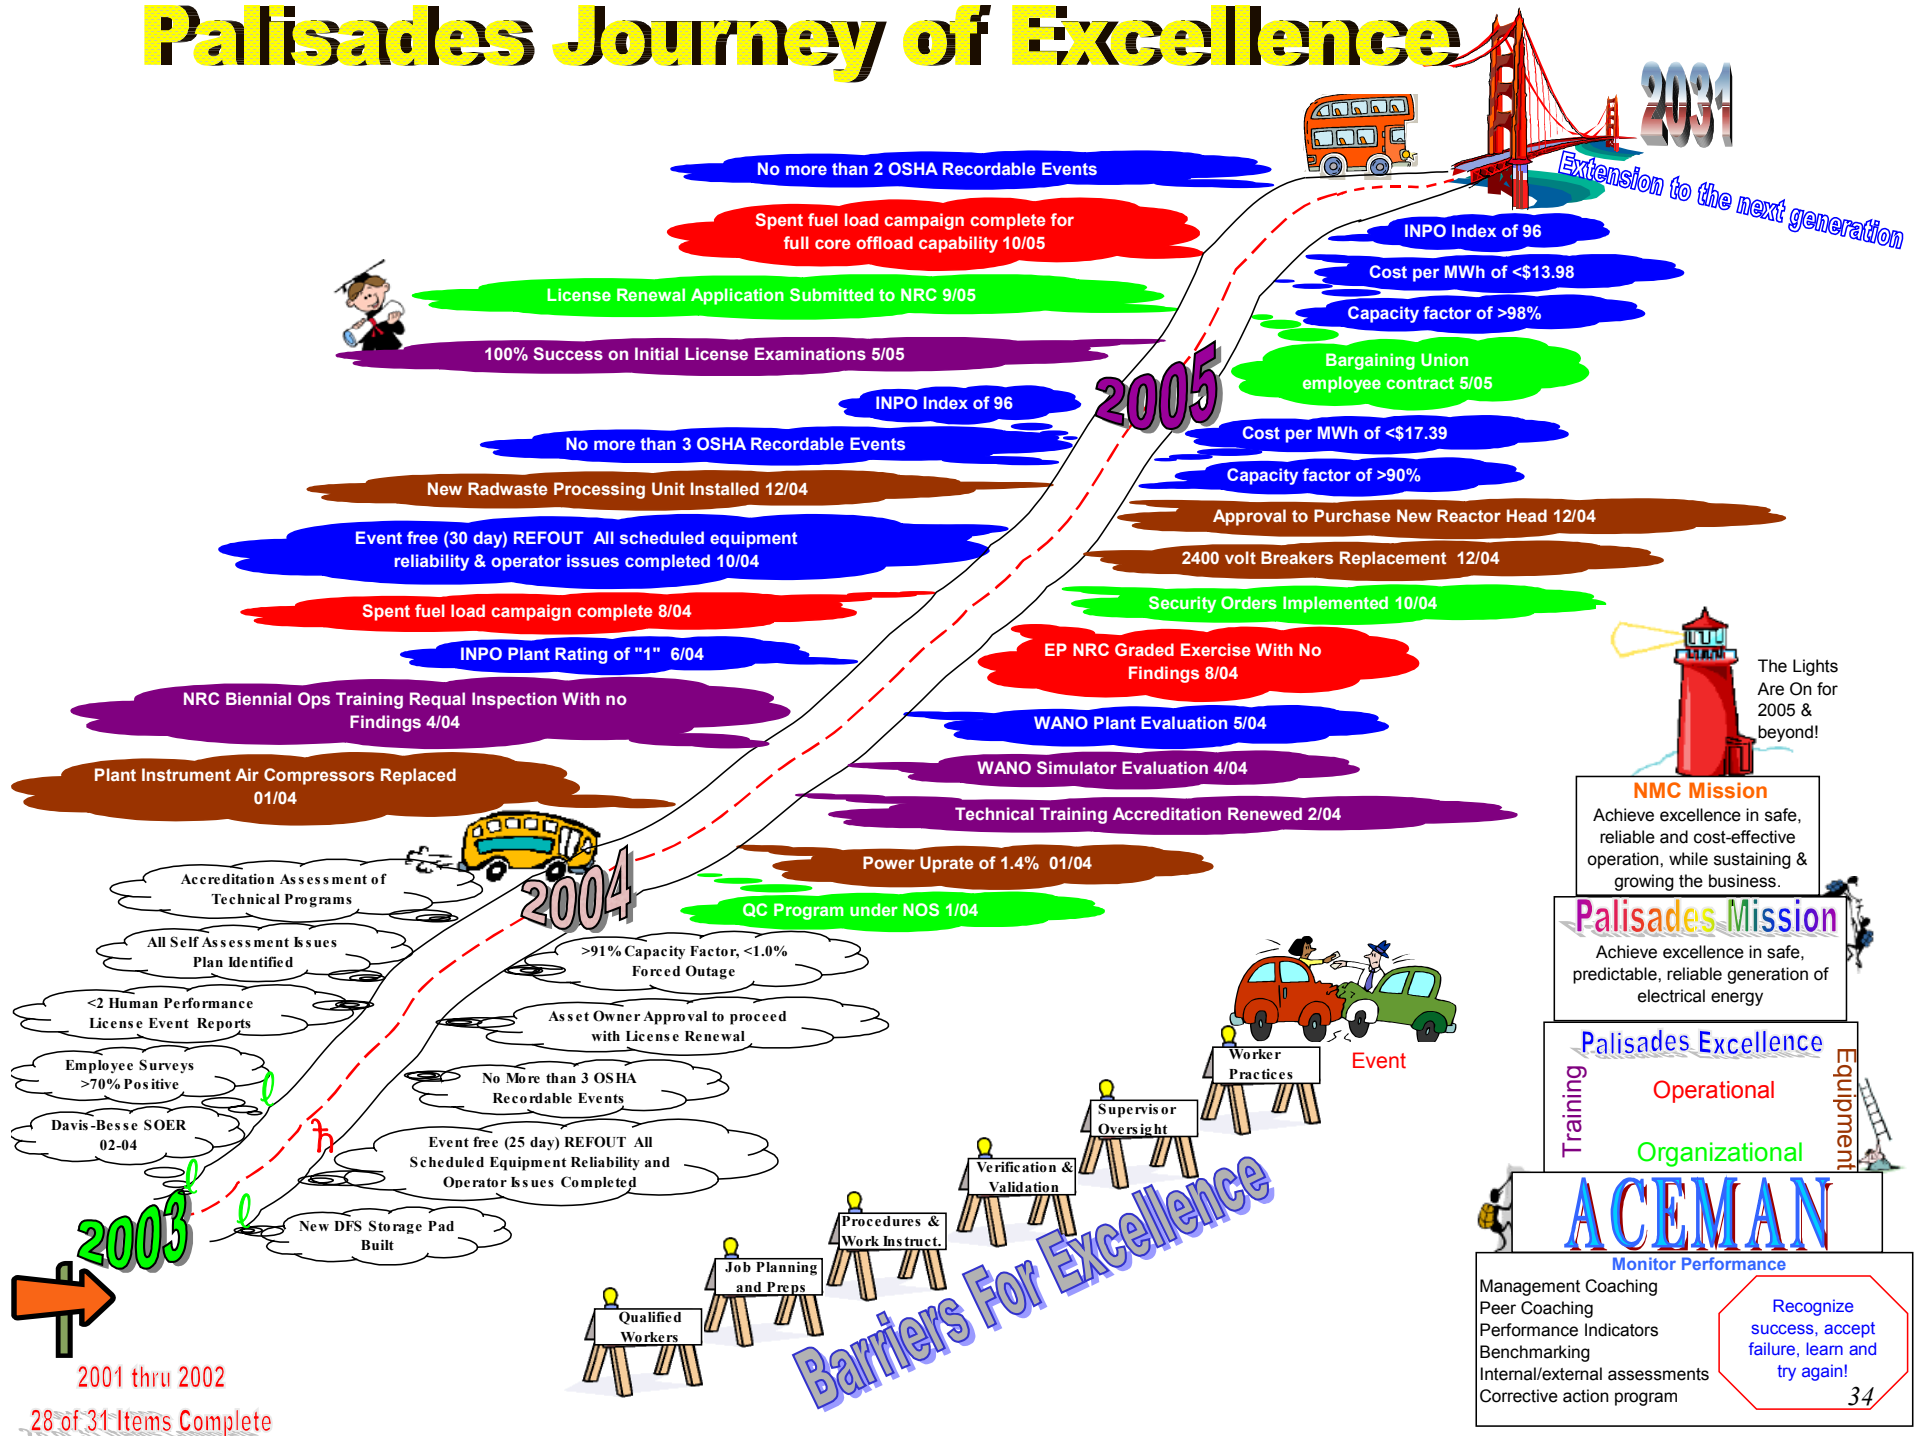 Palisades Journey of Excellence
2031
Extension to the next generation
No more than 2 OSHA Recordable Events
Spent fuel load campaign complete for
full core offload capability 10/05
License Renewal Application Submitted to NRC 9/05
100% Success on Initial License Examinations 5/05
INPO Index of 96
No more than 3 OSHA Recordable Events
New Radwaste Processing Unit Installed 12/04
Event free (30 day) REFOUT All scheduled equipment
reliability & operator issues completed 10/04
Spent fuel load campaign complete 8/04
INPO Plant Rating of "1" 6/04
NRC Biennial Ops Training Requal Inspection With no
Findings 4/04
Plant Instrument Air Compressors Replaced
01/04
INPO Index of 96
Cost per MWh of <$13.98
Capacity factor of >98%
Bargaining Union
employee contract 5/05
2005
Cost per MWh of <$17.39
Capacity factor of >90%
Approval to Purchase New Reactor Head 12/04
2400 volt Breakers Replacement 12/04
Security Orders Implemented 10/04
EP NRC Graded Exercise With No
Findings 8/04
WANO Plant Evaluation 5/04
WANO Simulator Evaluation 4/04
Technical Training Accreditation Renewed 2/04
Power Uprate of 1.4% 01/04
QC Program under NOS 1/04
2004
Accreditation Assessment of
Technical Programs
All Self Assessment Issues
Plan Identified
<2 Human Performance
License Event Reports
Employee Surveys
>70% Positive
Davis-Besse SOER
02-04
>91% Capacity Factor, <1.0%
Forced Outage
Asset Owner Approval to proceed
with License Renewal
No More than 3 OSHA
Recordable Events
Event free (25 day) REFOUT All
Scheduled Equipment Reliability and
Operator Issues Completed
New DFS Storage Pad
Built
2003
2001 thru 2002
28 of 31 Items Complete
Qualified
Workers
Job Planning
and Preps
Procedures &
Work Instruct.
Verification &
Validation
Supervisor
Oversight
Worker
Practices
Event
Barriers For Excellence
The Lights
Are On for
2005 &
beyond!
NMC Mission
Achieve excellence in safe,
reliable and cost-effective
operation, while sustaining &
growing the business.
Palisades Mission
Achieve excellence in safe,
predictable, reliable generation of
electrical energy
Palisades Excellence
Training
Operational
Organizational
Equipment
ACEMAN
Monitor Performance
Management Coaching
Peer Coaching
Performance Indicators
Benchmarking
Internal/external assessments
Corrective action program
Recognize
success, accept
failure, learn and
try again!
34